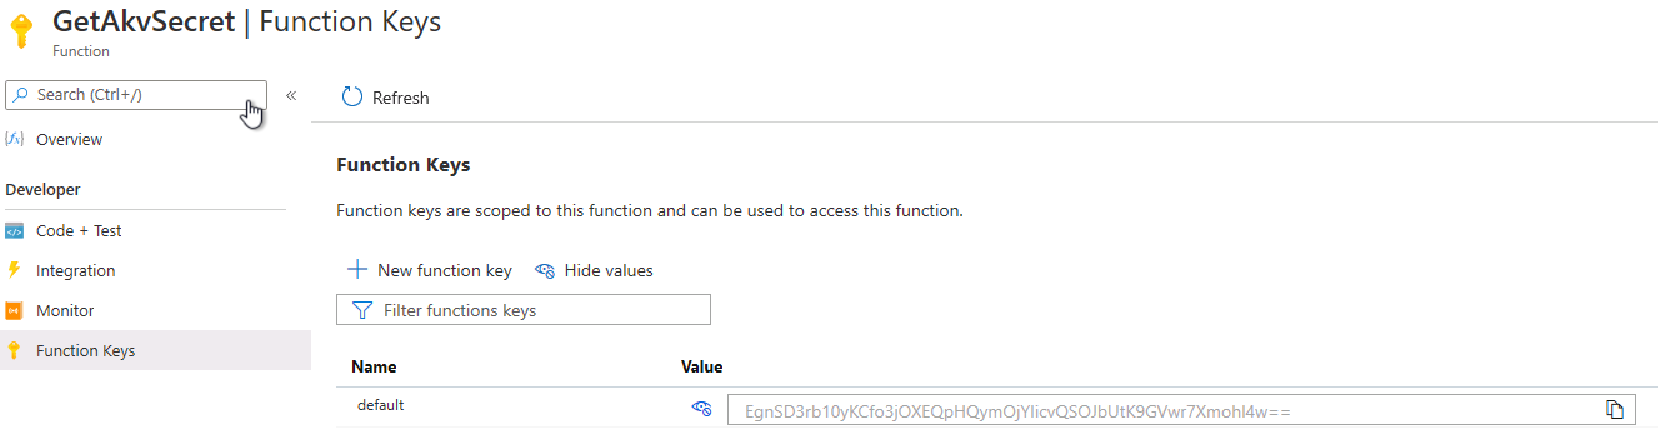 GetAkvSecret | Function Keys
Function
Search (Ctrl+/)
«
Refresh
Overview
Function Keys
Developer
Function keys are scoped to this function and can be used to access this function.
Code + Test
Integration
New function key
Hide values
Monitor
Filter functions keys
Function Keys
Name
Value
default
EgnSD3rb10yKCfo3jOXEQpHQymOjYlicvQSOJbUtK9GVwr7Xmohl4w==